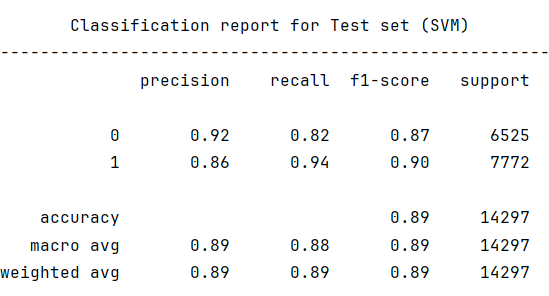 Classification report for Test set (SVM)
-------------------------------------------------------
precision recall f1-score support
0 0.92 0.82 0.87 6525
1 0.86 0.94 0.90 7772
accuracy 0.89 14297
macro avg 0.89 0.88 0.89 14297
weighted avg 0.89 0.89 0.89 14297